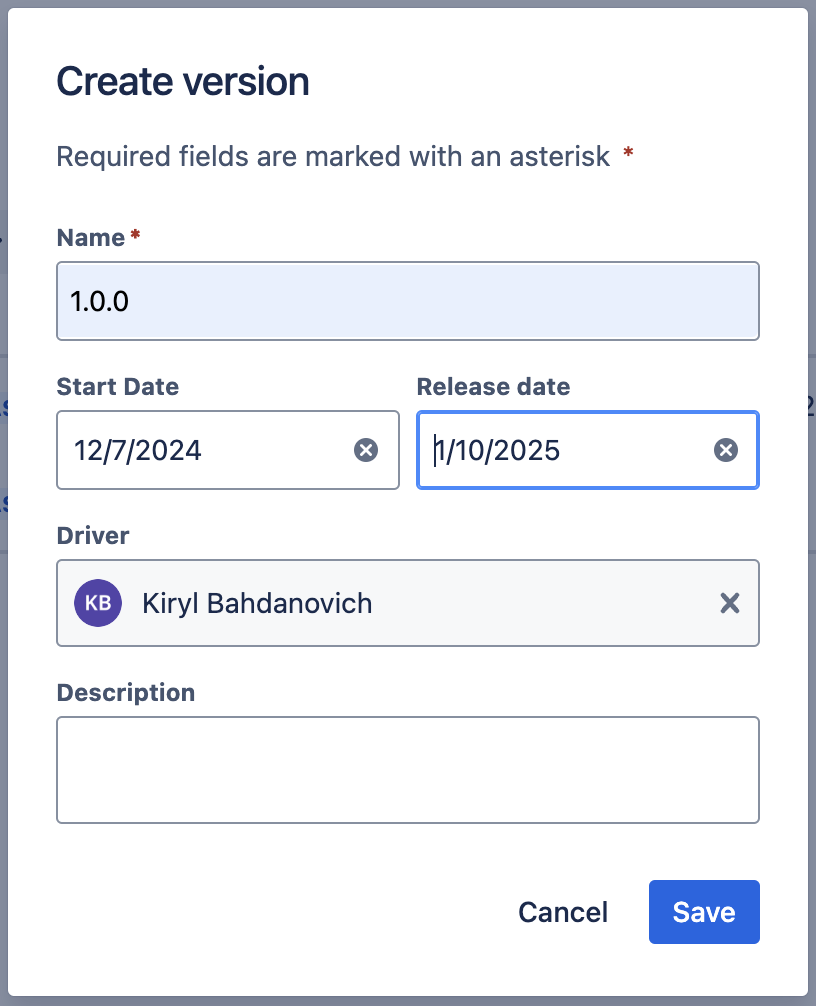 Create version
Required fields are marked with an asterisk *
Name*
1.0.0
Start Date Release date
12/7/2024 1/10/2025
Driver
KB Kiryl Bahdanovich
Description
Cancel Save